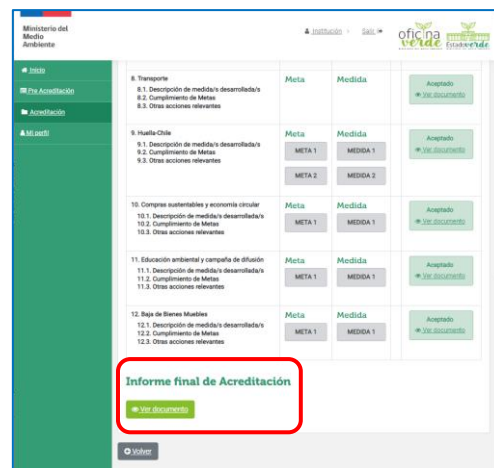 Ministerio del
Medio
Ambiente
Institución
Salir
oficina
verde
Estadoverde
Inicio
Pre Acreditación
Acreditación
Mi perfil
8. Transporte
8.1. Descripción de medida/s desarrollada/s
8.2. Cumplimiento de Metas
8.3. Otras acciones relevantes
Meta
Medida
Aceptado
Ver documento
9. Huella-Chile
9.1. Descripción de medida/s desarrollada/s
9.2. Cumplimiento de Metas
9.3. Otras acciones relevantes
Meta
Medida
META 1
MEDIDA 1
META 2
MEDIDA 2
Aceptado
Ver documento
10. Compras sustentables y economía circular
10.1. Descripción de medida/s desarrollada/s
10.2. Cumplimiento de Metas
10.3. Otras acciones relevantes
Meta
Medida
META 1
MEDIDA 1
Aceptado
Ver documento
11. Educación ambiental y campaña de difusión
11.1. Descripción de medida/s desarrollada/s
11.2. Cumplimiento de Metas
11.3. Otras acciones relevantes
Meta
Medida
META 1
MEDIDA 1
Aceptado
Ver documento
12. Baja de Bienes Muebles
12.1. Descripción de medida/s desarrollada/s
12.2. Cumplimiento de Metas
12.3. Otras acciones relevantes
Meta
Medida
META 1
MEDIDA 1
Aceptado
Ver documento
Informe final de Acreditación
Ver documento
Volver